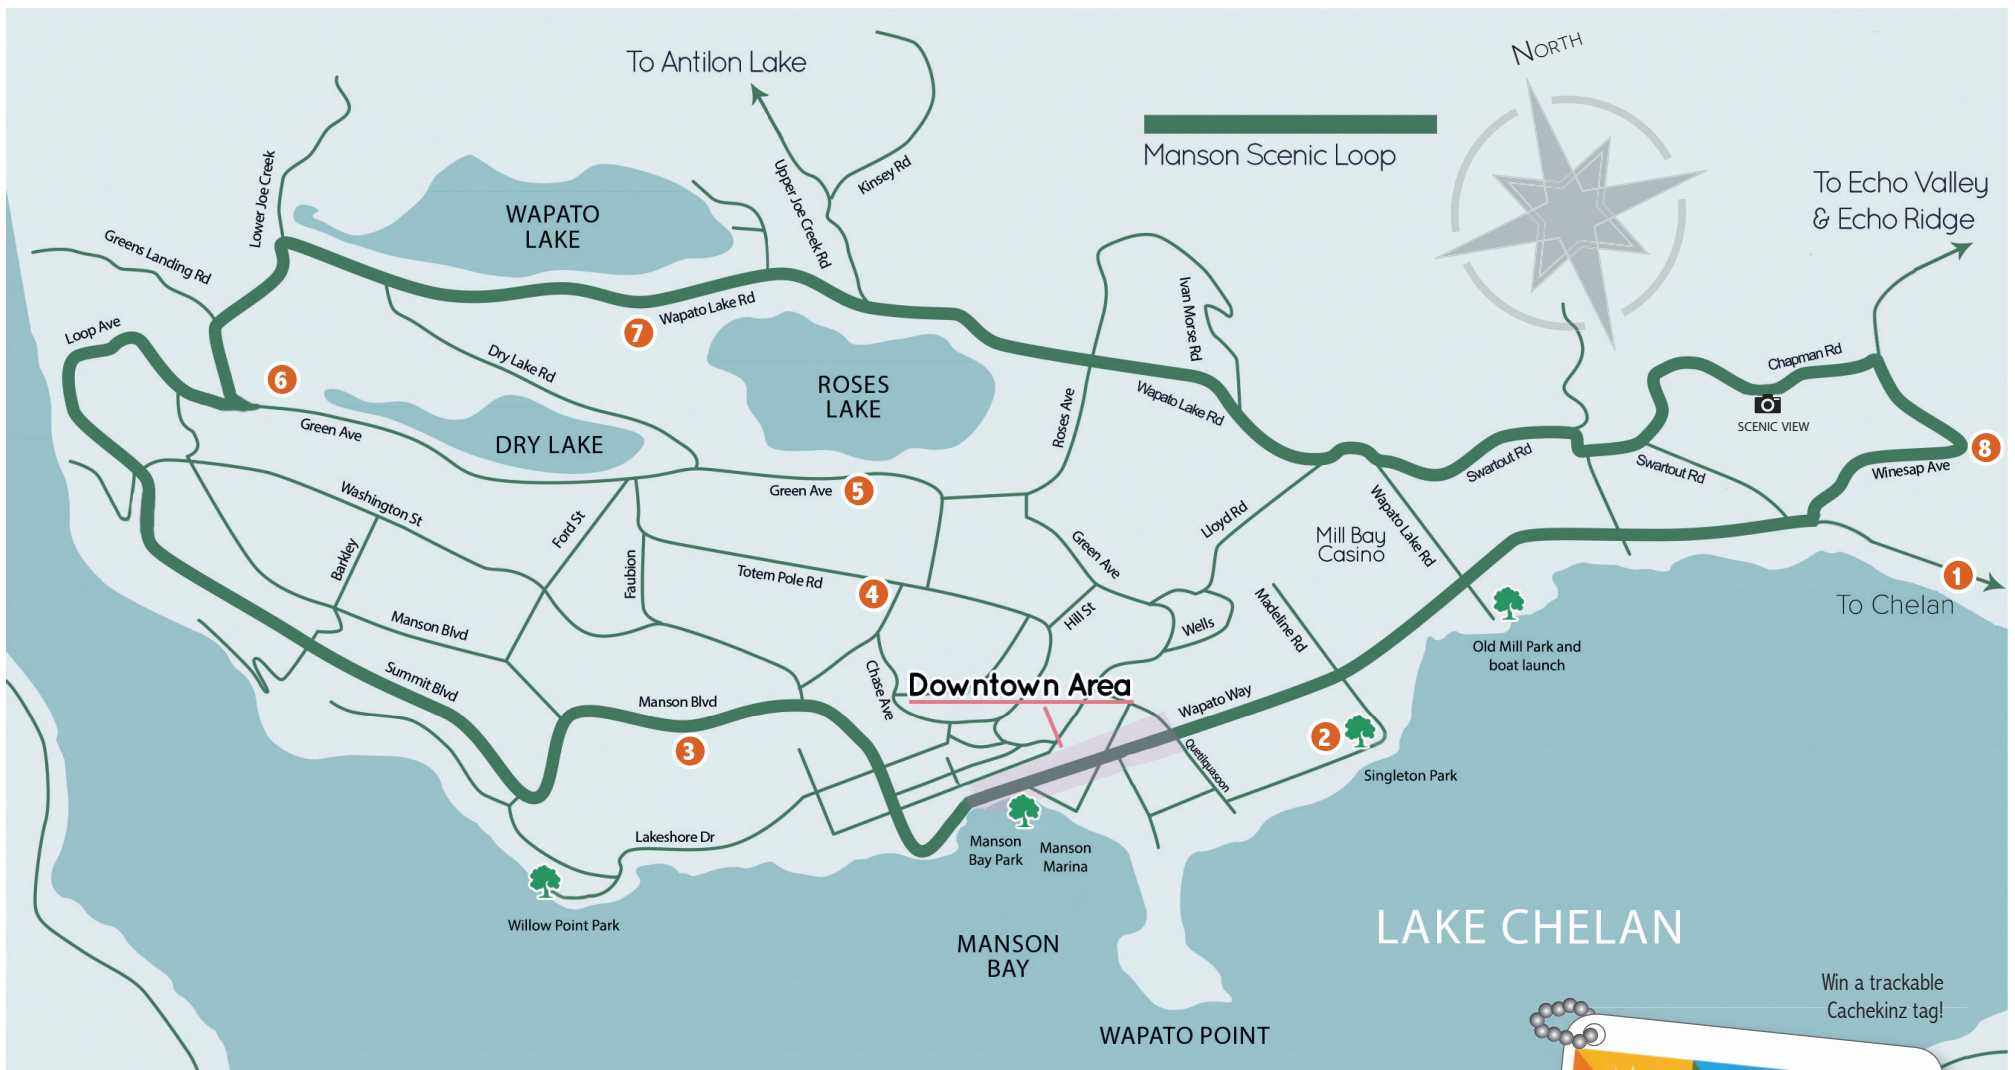 NORTH
To Antilon Lake
Manson Scenic Loop
To Echo Valley
& Echo Ridge
Kinsey Rd
Upper Joe Creek Rd
Lower Joe Creek
WAPATO
LAKE
Greens Landing Rd
Ivan Morse Rd
Loop Ave
7
Wapato Lake Rd
Dry Lake Rd
6
ROSES
LAKE
Chapman Rd
SCENIC VIEW
Wapato Lake Rd
Roses Ave
Green Ave
DRY LAKE
8
Swartout Rd
Swartout Rd
Winesap Ave
Green Ave
5
Washington St
Ford St
Lloyd Rd
Wapato Lake Rd
Mill Bay
Casino
Green Ave
Barkley
Faubion
Totem Pole Rd
4
1
To Chelan
Hill St
Wells
Madeline Rd
Manson Blvd
Old Mill Park and
boat launch
Summit Blvd
Chase Ave
Downtown Area
Manson Blvd
Wapato Way
3
2
Quetilquasoon
Singleton Park
Lakeshore Dr
Manson
Bay Park
Manson
Marina
Willow Point Park
MANSON
BAY
LAKE CHELAN
WAPATO POINT
Win a trackable
Cachekinz tag!